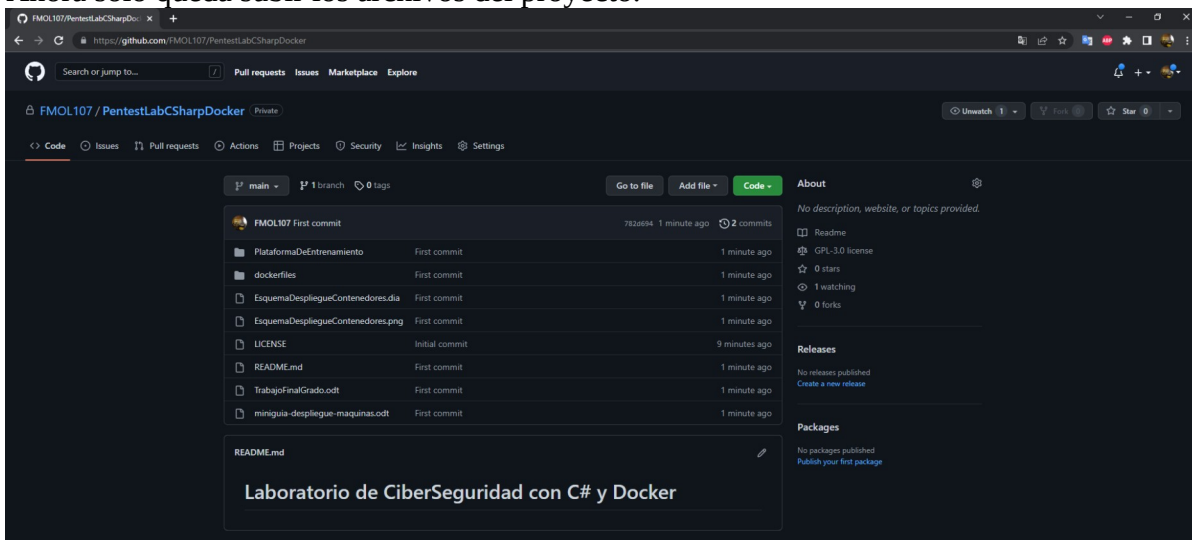 Ahora solo queda subir los archivos del proyecto.
FMOL107/PentestLabCSharpDoc
https://github.com/FMOL107/PentestLabCSharpDocker
Search or jump to... / Pull requests Issues Marketplace Explore
FMOL107 / PentestLabCSharpDocker Private Unwatch 1 Fork 0 Star 0
Code Issues Pull requests Actions Projects Security Insights Settings
main 1 branch 0 tags Go to file Add file Code
FMOL107 First commit 782d694 1 minute ago 2 commits
PlataformaDeEntrenamiento First commit 1 minute ago
dockerfiles First commit 1 minute ago
EsquemaDespliegueContenedores.dia First commit 1 minute ago
EsquemaDespliegueContenedores.png First commit 1 minute ago
LICENSE Initial commit 9 minutes ago
README.md First commit 1 minute ago
TrabajoFinalGrado.odt First commit 1 minute ago
miniguia-despliegue-maquinas.odt First commit 1 minute ago
README.md
Laboratorio de CiberSeguridad con C# y Docker
About
No description, website, or topics provided.
Readme
GPL-3.0 license
0 stars
1 watching
0 forks
Releases
No releases published
Create a new release
Packages
No packages published
Publish your first package